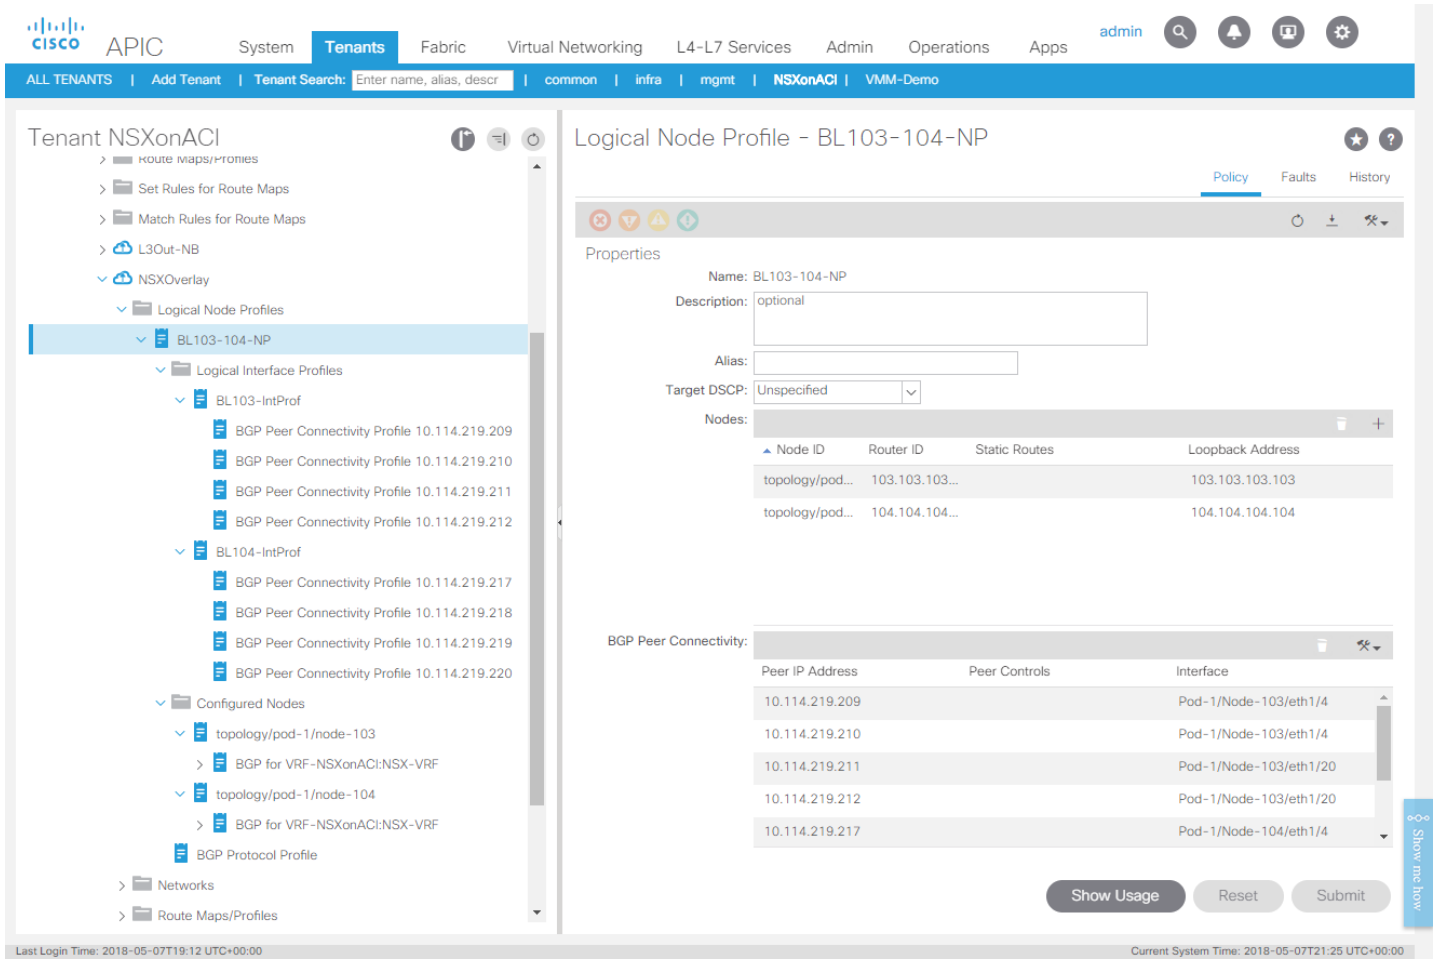 CISCO APIC
System Tenants Fabric Virtual Networking L4-L7 Services Admin Operations Apps admin
ALL TENANTS | Add Tenant | Tenant Search: Enter name, alias, descr | common | infra | mgmt | NSXonACI | VMM-Demo
Tenant NSXonACI
Route Maps/Profiles
Set Rules for Route Maps
Match Rules for Route Maps
L3Out-NB
NSXOverlay
Logical Node Profiles
BL103-104-NP
Logical Interface Profiles
BL103-IntProf
BGP Peer Connectivity Profile 10.114.219.209
BGP Peer Connectivity Profile 10.114.219.210
BGP Peer Connectivity Profile 10.114.219.211
BGP Peer Connectivity Profile 10.114.219.212
BL104-IntProf
BGP Peer Connectivity Profile 10.114.219.217
BGP Peer Connectivity Profile 10.114.219.218
BGP Peer Connectivity Profile 10.114.219.219
BGP Peer Connectivity Profile 10.114.219.220
Configured Nodes
topology/pod-1/node-103
BGP for VRF-NSXonACI:NSX-VRF
topology/pod-1/node-104
BGP for VRF-NSXonACI:NSX-VRF
BGP Protocol Profile
Networks
Route Maps/Profiles
Logical Node Profile - BL103-104-NP
Policy Faults History
Properties
Name: BL103-104-NP
Description: optional
Alias:
Target DSCP: Unspecified
Nodes:
Node ID Router ID Static Routes Loopback Address
topology/pod... 103.103.103... 103.103.103.103
topology/pod... 104.104.104... 104.104.104.104
BGP Peer Connectivity:
Peer IP Address Peer Controls Interface
10.114.219.209 Pod-1/Node-103/eth1/4
10.114.219.210 Pod-1/Node-103/eth1/4
10.114.219.211 Pod-1/Node-103/eth1/20
10.114.219.212 Pod-1/Node-103/eth1/20
10.114.219.217 Pod-1/Node-104/eth1/4
Show Usage Reset Submit
Show me how
Last Login Time: 2018-05-07T19:12 UTC+00:00
Current System Time: 2018-05-07T21:25 UTC+00:00